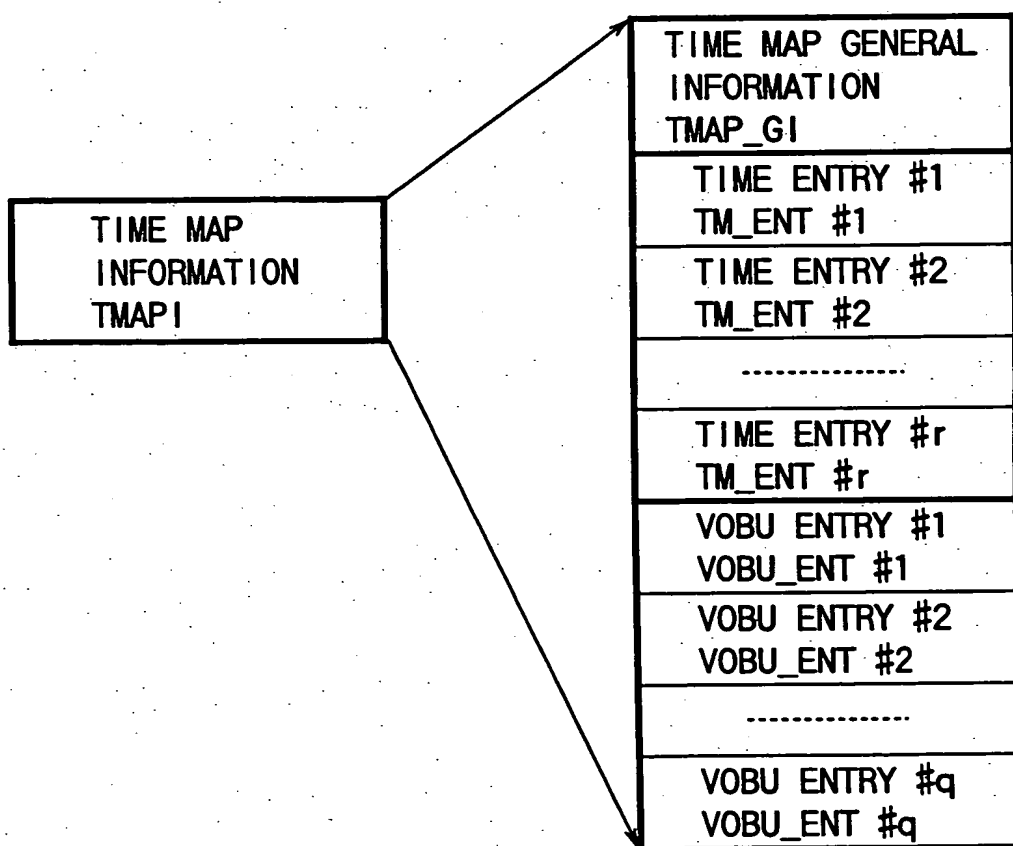 TIME MAP
INFORMATION
TMAPI
TIME MAP GENERAL
INFORMATION
TMAP_GI
TIME ENTRY #1
TM_ENT #1
TIME ENTRY #2
TM_ENT #2
TIME ENTRY #r
TM_ENT #r
VOBU ENTRY #1
VOBU_ENT #1
VOBU ENTRY #2
VOBU_ENT #2
VOBU ENTRY #q
VOBU_ENT #q